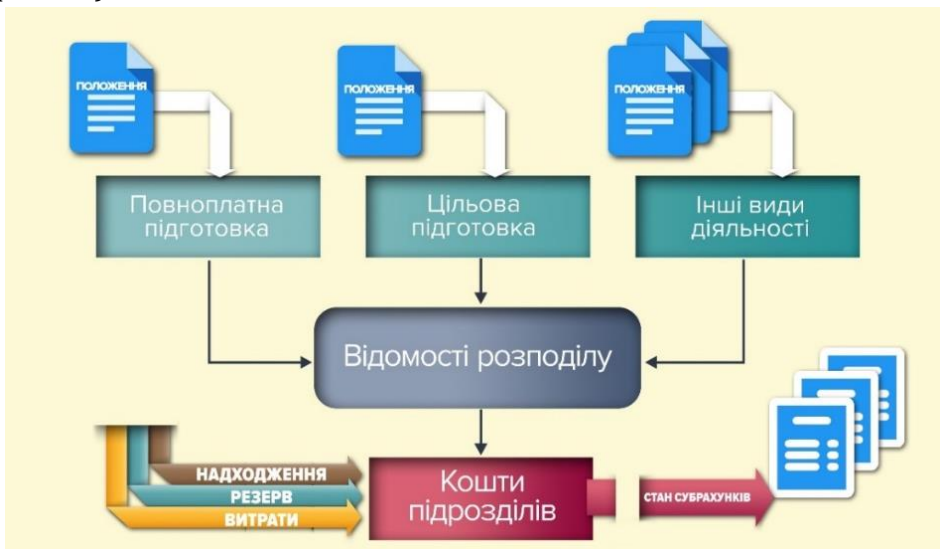 ПОЛОЖЕННЯ
ПОЛОЖЕННЯ
ПОЛОЖЕННЯ
Повноплатна
підготовка
Цільова
підготовка
Інші види
діяльності
Відомості розподілу
НАДХОДЖЕННЯ
РЕЗЕРВ
ВИТРАТИ
Кошти
підрозділів
СТАН СУБРАХУНКІВ